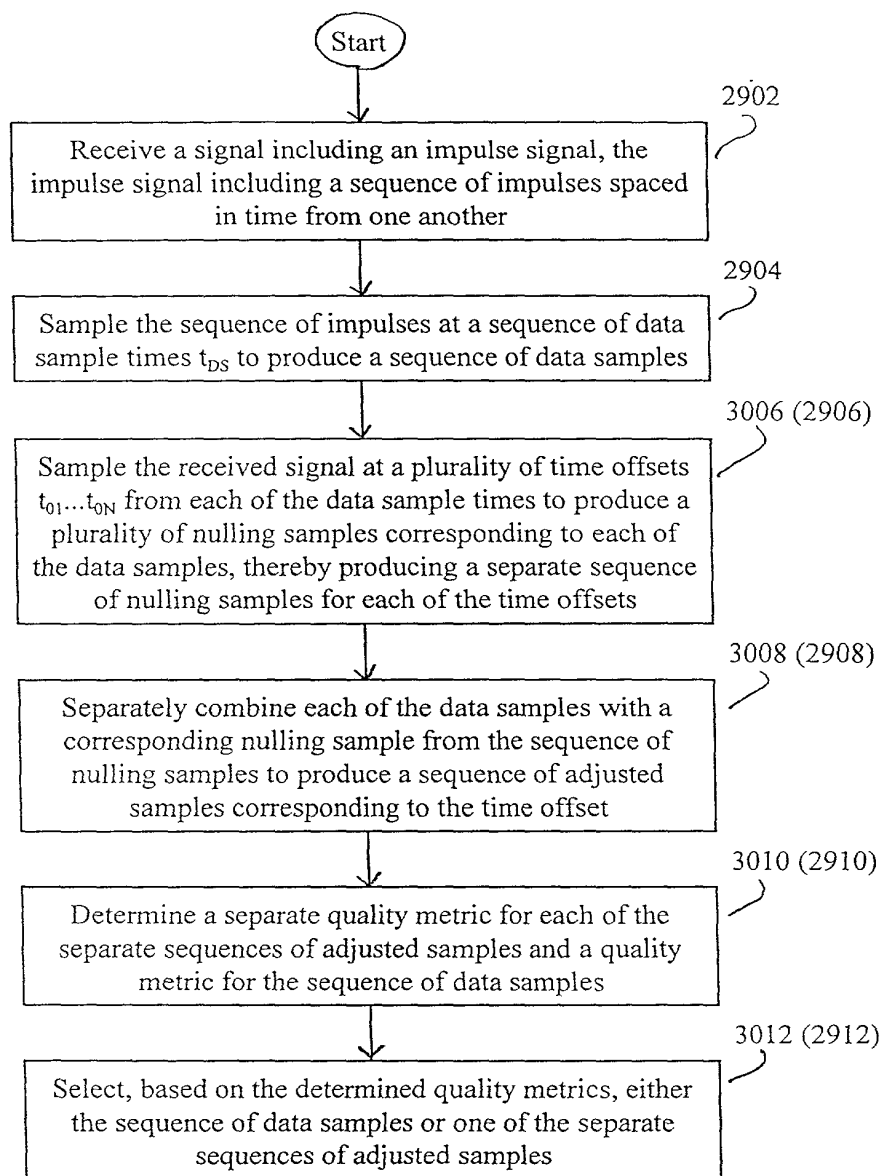 Start
2902
Receive a signal including an impulse signal, the
impulse signal including a sequence of impulses spaced
in time from one another
2904
Sample the sequence of impulses at a sequence of data
sample times tDS to produce a sequence of data samples
3006 (2906)
Sample the received signal at a plurality of time offsets
t01...t0N from each of the data sample times to produce a
plurality of nulling samples corresponding to each of
the data samples, thereby producing a separate sequence
of nulling samples for each of the time offsets
3008 (2908)
Separately combine each of the data samples with a
corresponding nulling sample from the sequence of
nulling samples to produce a sequence of adjusted
samples corresponding to the time offset
3010 (2910)
Determine a separate quality metric for each of the
separate sequences of adjusted samples and a quality
metric for the sequence of data samples
3012 (2912)
Select, based on the determined quality metrics, either
the sequence of data samples or one of the separate
sequences of adjusted samples